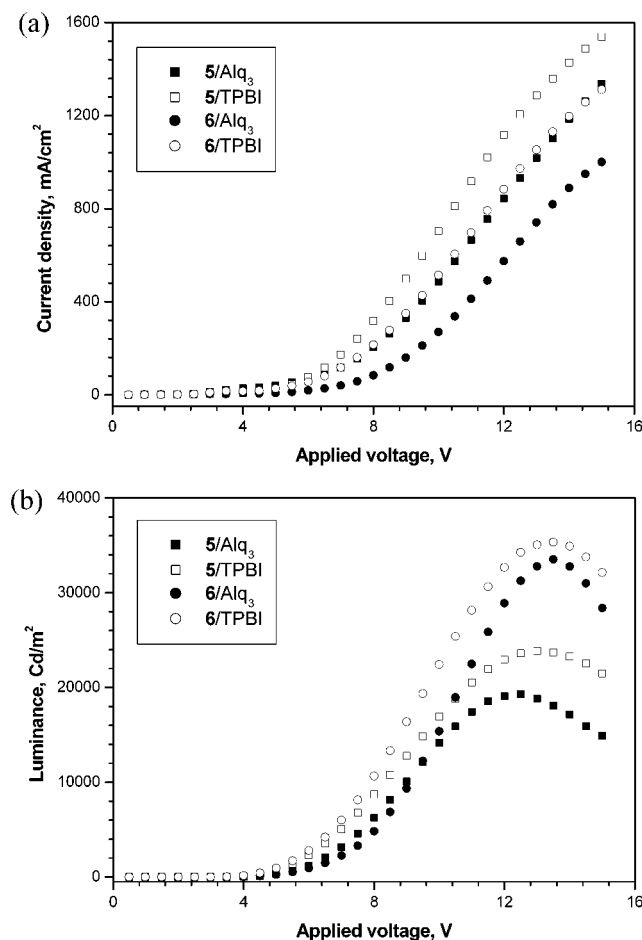 (a)
1600
1200
800
400
0
Current density, mA/cm²
5/Alq₃
5/TPBI
6/Alq₃
6/TPBI
0 4 8 12 16
Applied voltage, V
(b)
40000
30000
20000
10000
0
Luminance, Cd/m²
5/Alq₃
5/TPBI
6/Alq₃
6/TPBI
0 4 8 12 16
Applied voltage, V